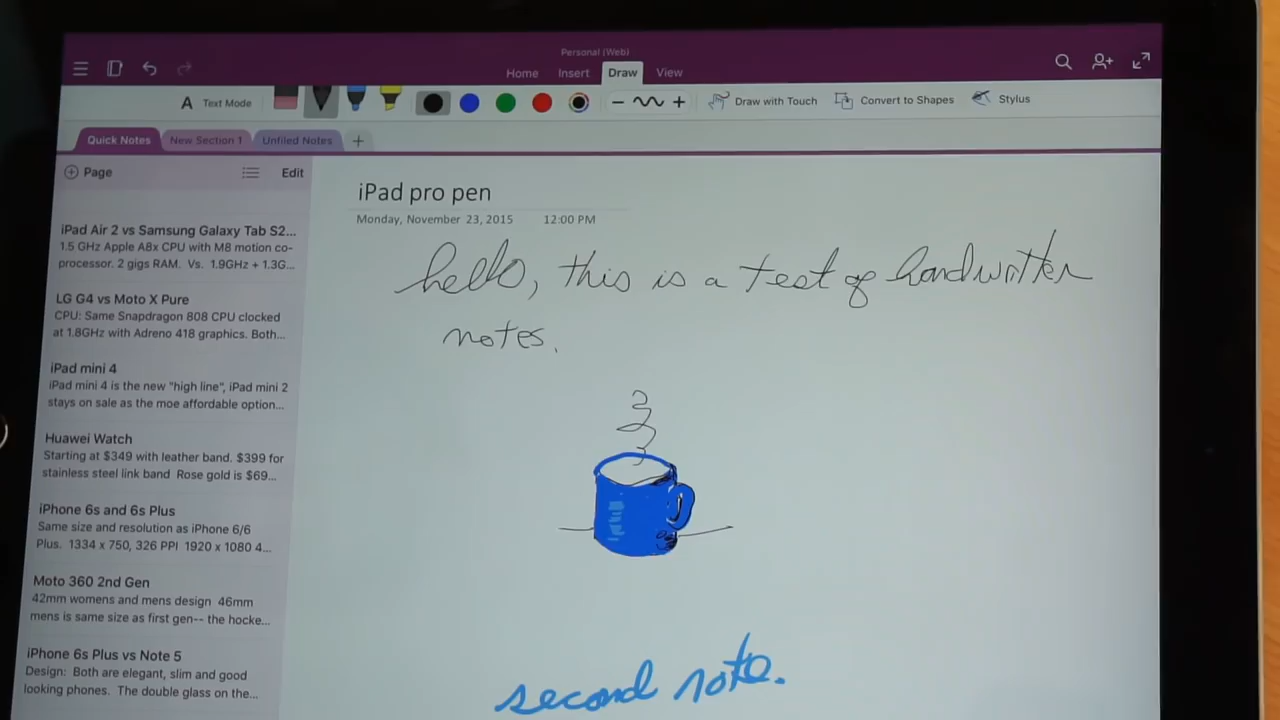 Personal (Web)
Home Insert Draw View
A Text Mode
Draw with Touch
Convert to Shapes
Stylus
Quick Notes New Section 1 Unfiled Notes +
Page Edit
iPad Air 2 vs Samsung Galaxy Tab S2...
1.5 GHz Apple A8x CPU with M8 motion co-
processor. 2 gigs RAM. Vs. 1.9GHz + 1.3G...
LG G4 vs Moto X Pure
CPU: Same Snapdragon 808 CPU clocked
at 1.8GHz with Adreno 418 graphics. Both...
iPad mini 4
iPad mini 4 is the new "high line", iPad mini 2
stays on sale as the moe affordable option...
Huawei Watch
Starting at $349 with leather band. $399 for
stainless steel link band Rose gold is $69...
iPhone 6s and 6s Plus
Same size and resolution as iPhone 6/6
Plus. 1334 x 750, 326 PPI 1920 x 1080 4...
Moto 360 2nd Gen
42mm womens and mens design 46mm
mens is same size as first gen-- the hocke...
iPhone 6s Plus vs Note 5
Design: Both are elegant, slim and good
looking phones. The double glass on the...
iPad pro pen
Monday, November 23, 2015 12:00 PM
hello, this is a test of handwritten
notes.
second note.